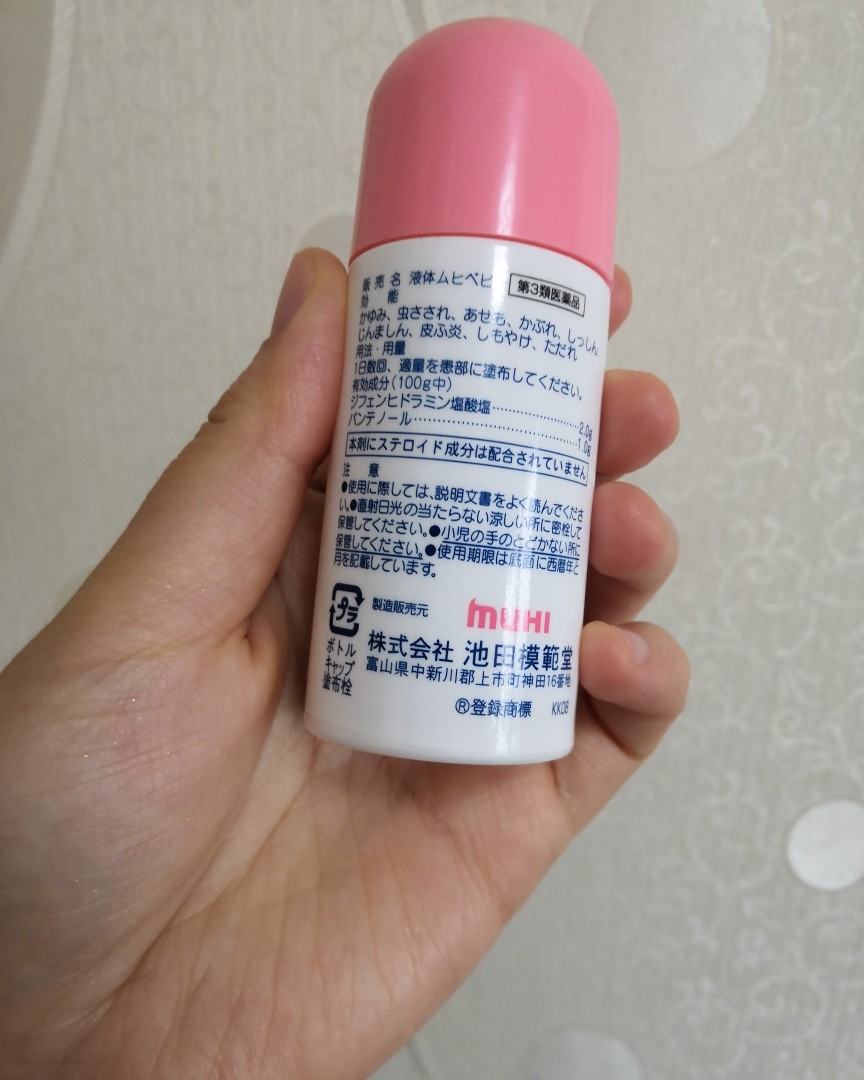 販売名 液体ムヒベビー 第3類医薬品
効 能
かゆみ、虫さされ、あせも、かぶれ、しっしん、
じんましん、皮ふ炎、しもやけ、ただれ
用法・用量
1日数回、適量を患部に塗布してください。
有効成分(100g中)
ジフェンヒドラミン塩酸塩……………2.0g
パンテノール……………………………1.0g
本剤にステロイド成分は配合されていません
注 意
●使用に際しては、説明文書をよく読んでくださ
い。●直射日光の当たらない涼しい所に密栓して
保管してください。●小児の手のとどかない所に
保管してください。●使用期限は底面に西暦年と
月を記載しています。
プラ
ボトル
キャップ
塗布栓
製造販売元 muHI
株式会社 池田模範堂
富山県中新川郡上市町神田16番地
®登録商標 KKDB